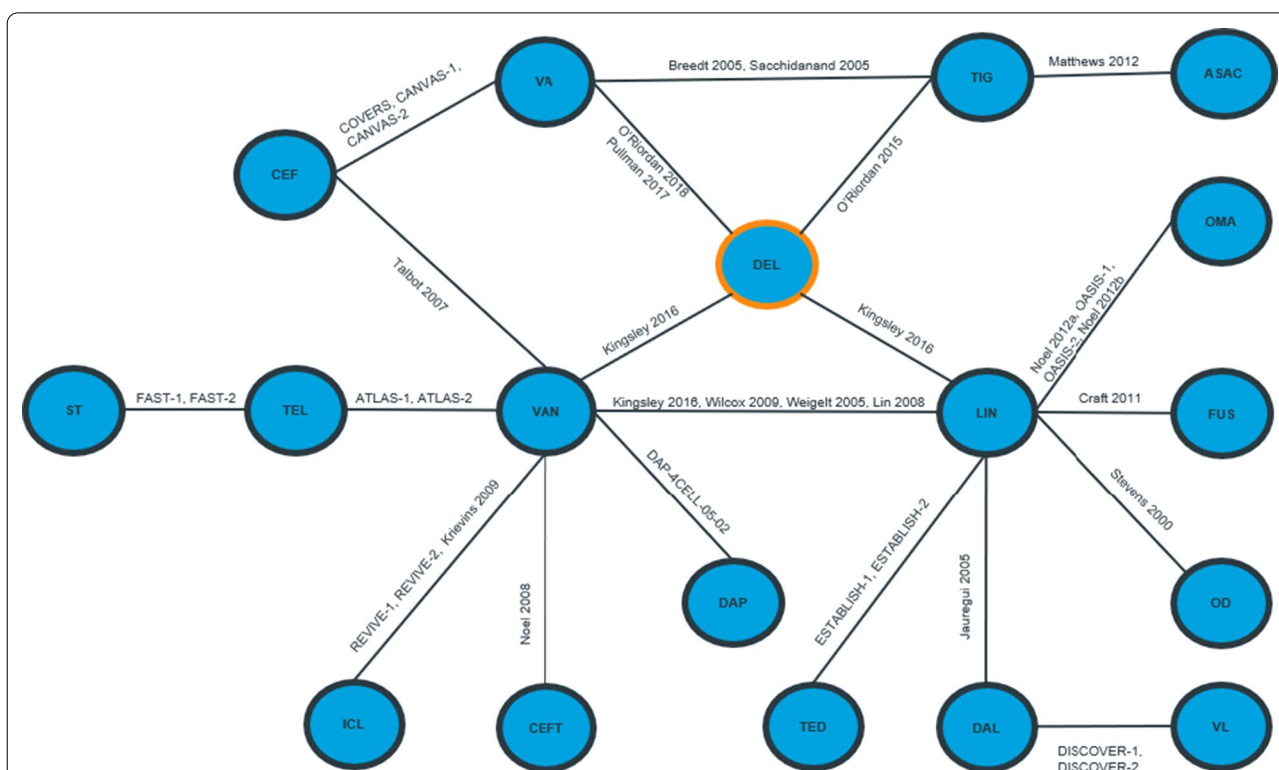 Breedt 2005, Sacchidanand 2005
Matthews 2012
VA
TIG
ASAC
COVERS, CANVAS-1,
CANVAS-2
CEF
O'Riordan 2018
Pullman 2017
O'Riordan 2015
OMA
DEL
Talbot 2007
Kingsley 2016
Kingsley 2016
Noel 2012a, OASIS-1,
OASIS-2, Noel 2012b
ST
FAST-1, FAST-2
TEL
ATLAS-1, ATLAS-2
VAN
Kingsley 2016, Wilcox 2009, Weigelt 2005, Lin 2008
LIN
Craft 2011
FUS
REVIVE-1, REVIVE-2, Krievins 2009
Noel 2008
DAP-4CELL-05-02
DAP
ESTABLISH-1, ESTABLISH-2
Jauregui 2005
Stevens 2000
OD
ICL
CEFT
TED
DAL
VL
DISCOVER-1,
DISCOVER-2